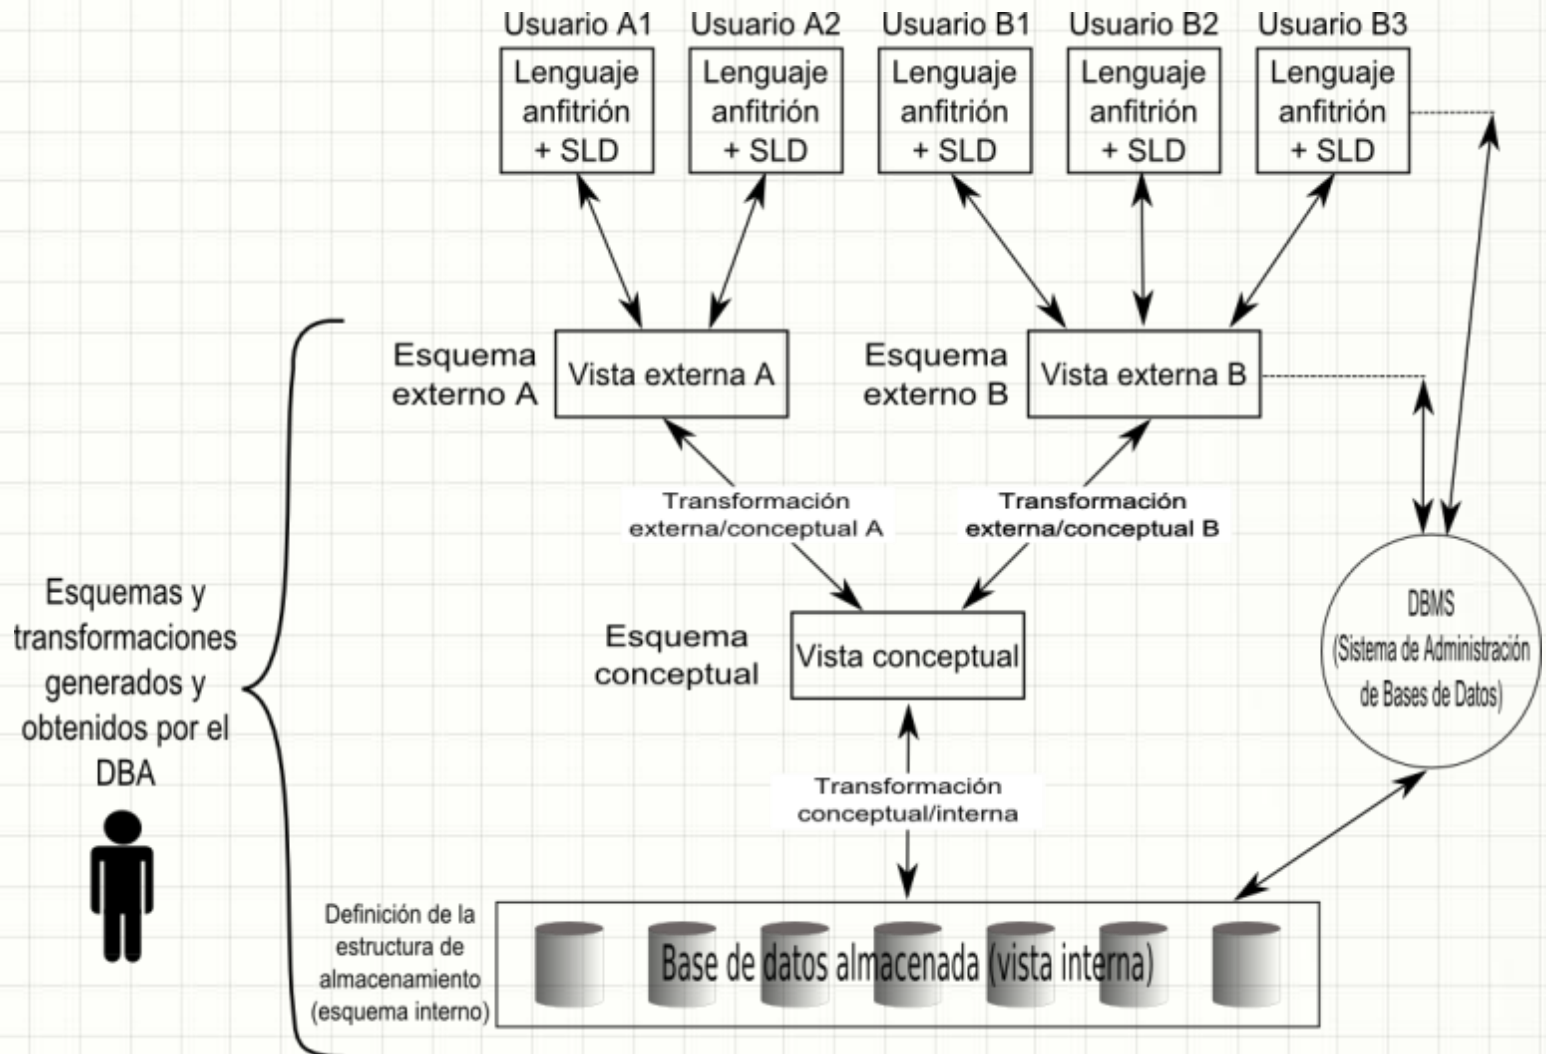 Usuario A1
Usuario A2
Usuario B1
Usuario B2
Usuario B3
Lenguaje
anfitrión
+ SLD
Lenguaje
anfitrión
+ SLD
Lenguaje
anfitrión
+ SLD
Lenguaje
anfitrión
+ SLD
Lenguaje
anfitrión
+ SLD
Esquema
externo A
Vista externa A
Esquema
externo B
Vista externa B
Transformación
externa/conceptual A
Transformación
externa/conceptual B
Esquemas y
transformaciones
generados y
obtenidos por el
DBA
Esquema
conceptual
Vista conceptual
DBMS
(Sistema de Administración
de Bases de Datos)
Transformación
conceptual/interna
Definición de la
estructura de
almacenamiento
(esquema interno)
Base de datos almacenada (vista interna)